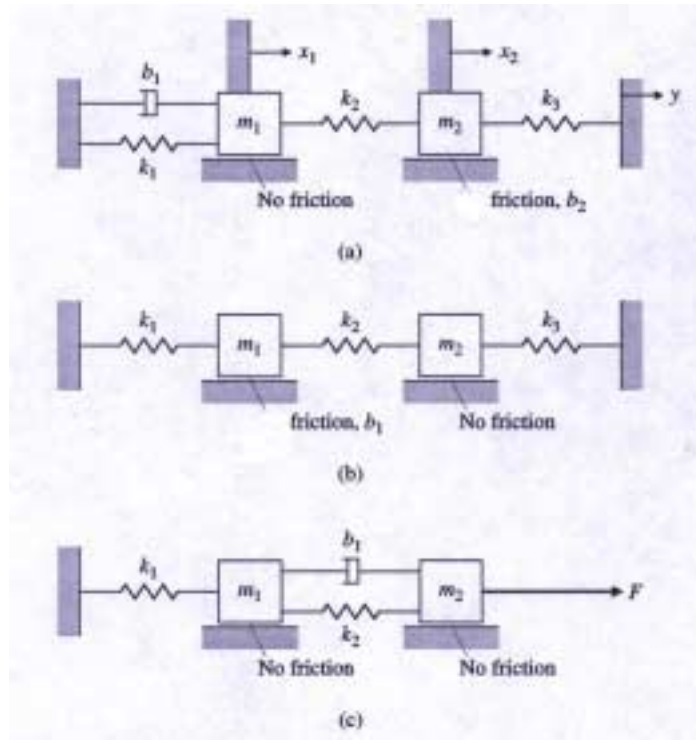 b₁ x₁ x₂
m₁ k₂ m₂ k₃ y
k₁
No friction friction, b₂
(a)
k₁ m₁ k₂ m₂ k₃
friction, b₁ No friction
(b)
k₁ m₁ b₁ m₂ F
k₂
No friction No friction
(c)